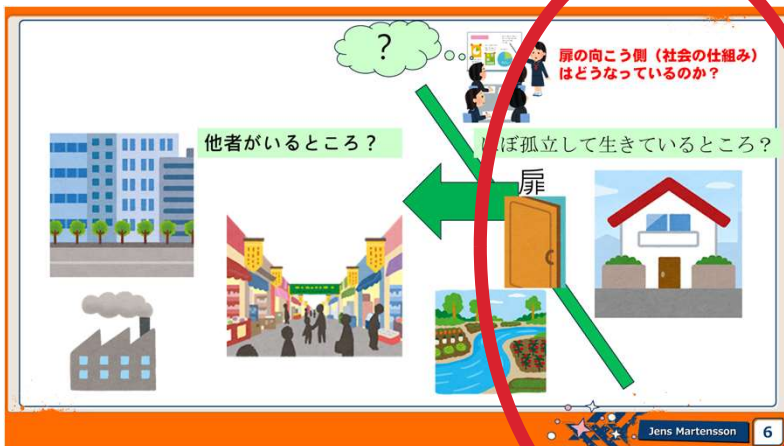 ?
扉の向こう側（社会の仕組み）
はどうなっているのか？
他者がいるところ？
ほぼ孤立して生きているところ？
扉
Jens Martensson
6